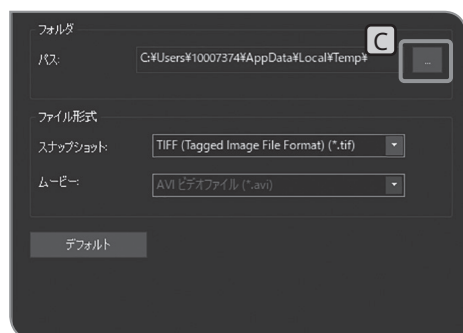 フォルダ
C
パス: C:¥Users¥10007374¥AppData¥Local¥Temp¥ ...
ファイル形式
スナップショット: TIFF (Tagged Image File Format) (*.tif)
ムービー: AVI ビデオファイル (*.avi)
デフォルト